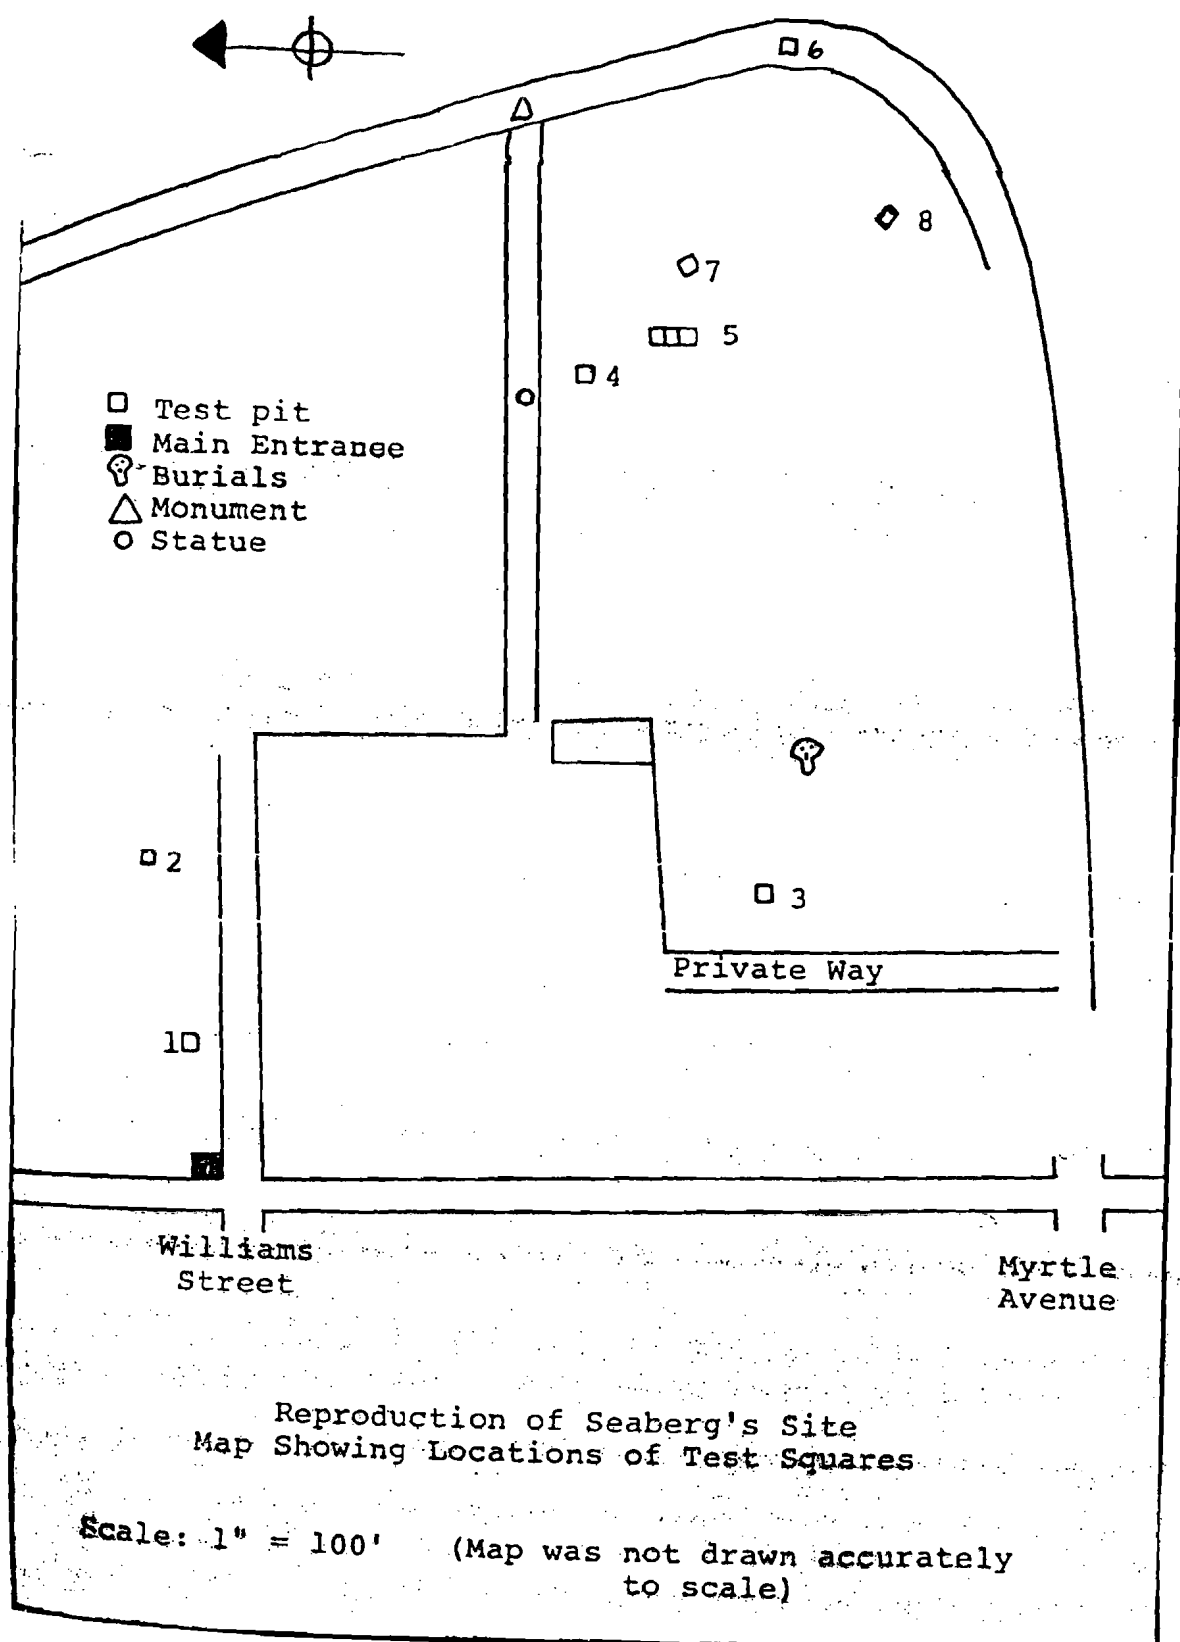 6
8
7
5
4
Test pit
Main Entrance
Burials
Monument
Statue
2
3
Private Way
1
Williams
Street
Myrtle
Avenue
Reproduction of Seaberg's Site
Map Showing Locations of Test Squares
Scale: 1" = 100' (Map was not drawn accurately
to scale)